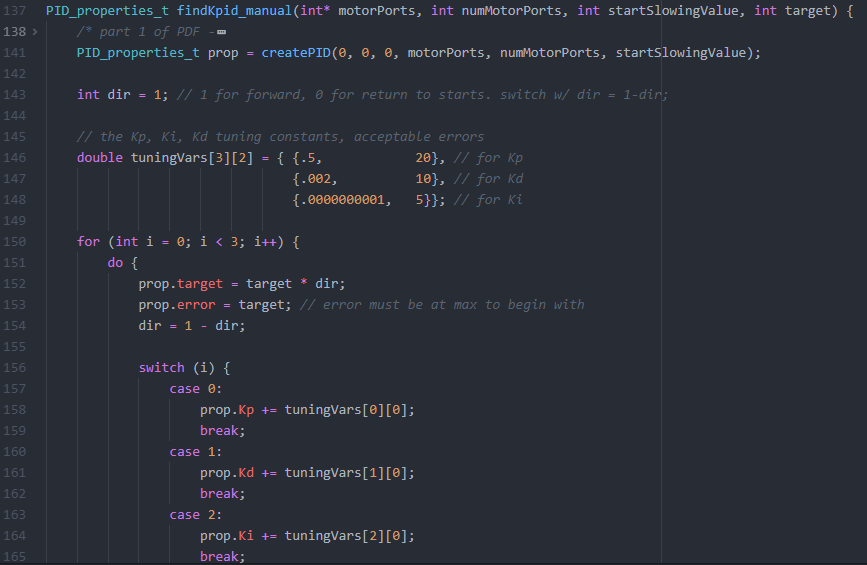 137 PID_properties_t findKpid_manual(int* motorPorts, int numMotorPorts, int startSlowingValue, int target) {
138 > /* part 1 of PDF -…
141 PID_properties_t prop = createPID(0, 0, 0, motorPorts, numMotorPorts, startSlowingValue);
142
143 int dir = 1; // 1 for forward, 0 for return to starts. switch w/ dir = 1-dir;
144
145 // the Kp, Ki, Kd tuning constants, acceptable errors
146 double tuningVars[3][2] = { {.5, 20}, // for Kp
147 {.002, 10}, // for Kd
148 {.0000000001, 5}}; // for Ki
149
150 for (int i = 0; i < 3; i++) {
151 do {
152 prop.target = target * dir;
153 prop.error = target; // error must be at max to begin with
154 dir = 1 - dir;
155
156 switch (i) {
157 case 0:
158 prop.Kp += tuningVars[0][0];
159 break;
160 case 1:
161 prop.Kd += tuningVars[1][0];
162 break;
163 case 2:
164 prop.Ki += tuningVars[2][0];
165 break;